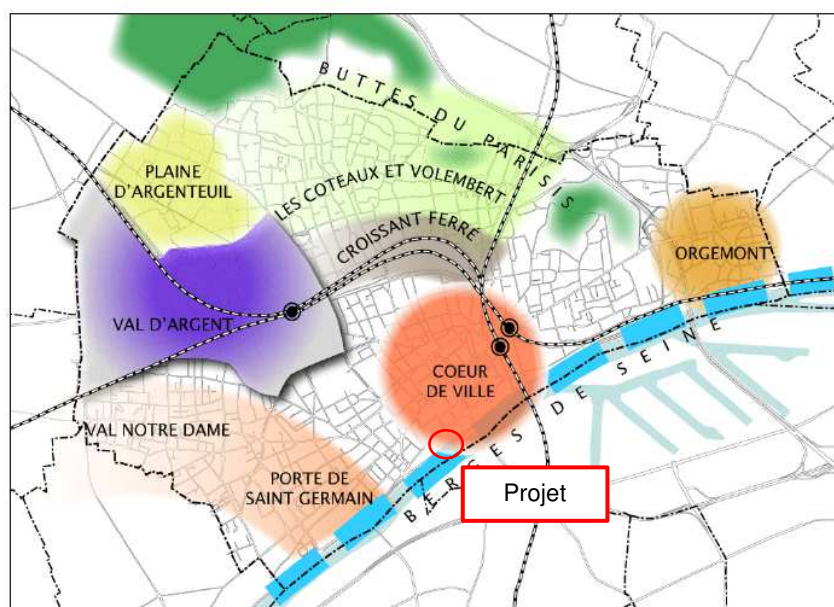 BUTTES DU PARISIS
PLAINE
D'ARGENTEUIL
LES COTEAUX ET VOLEMBERT
CROISSANT FERRÉ
ORGEMONT
VAL D'ARGENT
COEUR
DE VILLE
BERGES DE SEINE
VAL NOTRE DAME
PORTE DE
SAINT GERMAIN
Projet